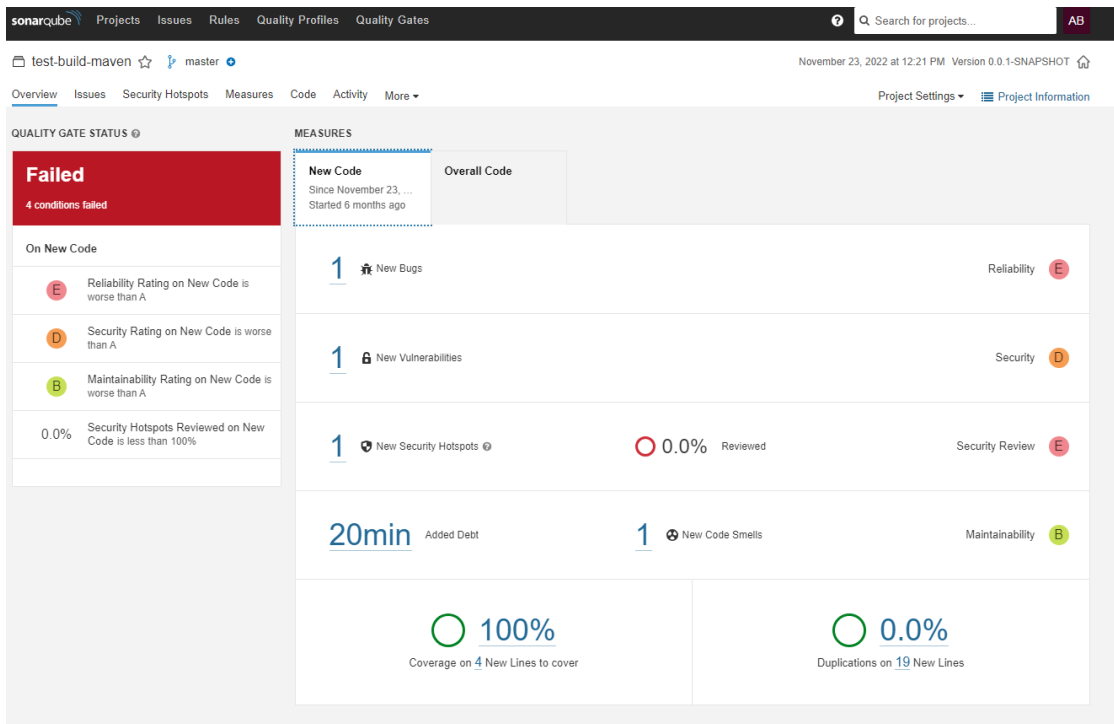 sonarqube Projects Issues Rules Quality Profiles Quality Gates Search for projects... AB
test-build-maven master November 23, 2022 at 12:21 PM Version 0.0.1-SNAPSHOT
Overview Issues Security Hotspots Measures Code Activity More Project Settings Project Information
QUALITY GATE STATUS
Failed
4 conditions failed
On New Code
E Reliability Rating on New Code is
worse than A
D Security Rating on New Code is worse
than A
B Maintainability Rating on New Code is
worse than A
0.0% Security Hotspots Reviewed on New
Code is less than 100%
MEASURES
New Code
Since November 23, ...
Started 6 months ago
Overall Code
1 New Bugs Reliability E
1 New Vulnerabilities Security D
1 New Security Hotspots 0.0% Reviewed Security Review E
20min Added Debt 1 New Code Smells Maintainability B
100%
Coverage on 4 New Lines to cover
0.0%
Duplications on 19 New Lines